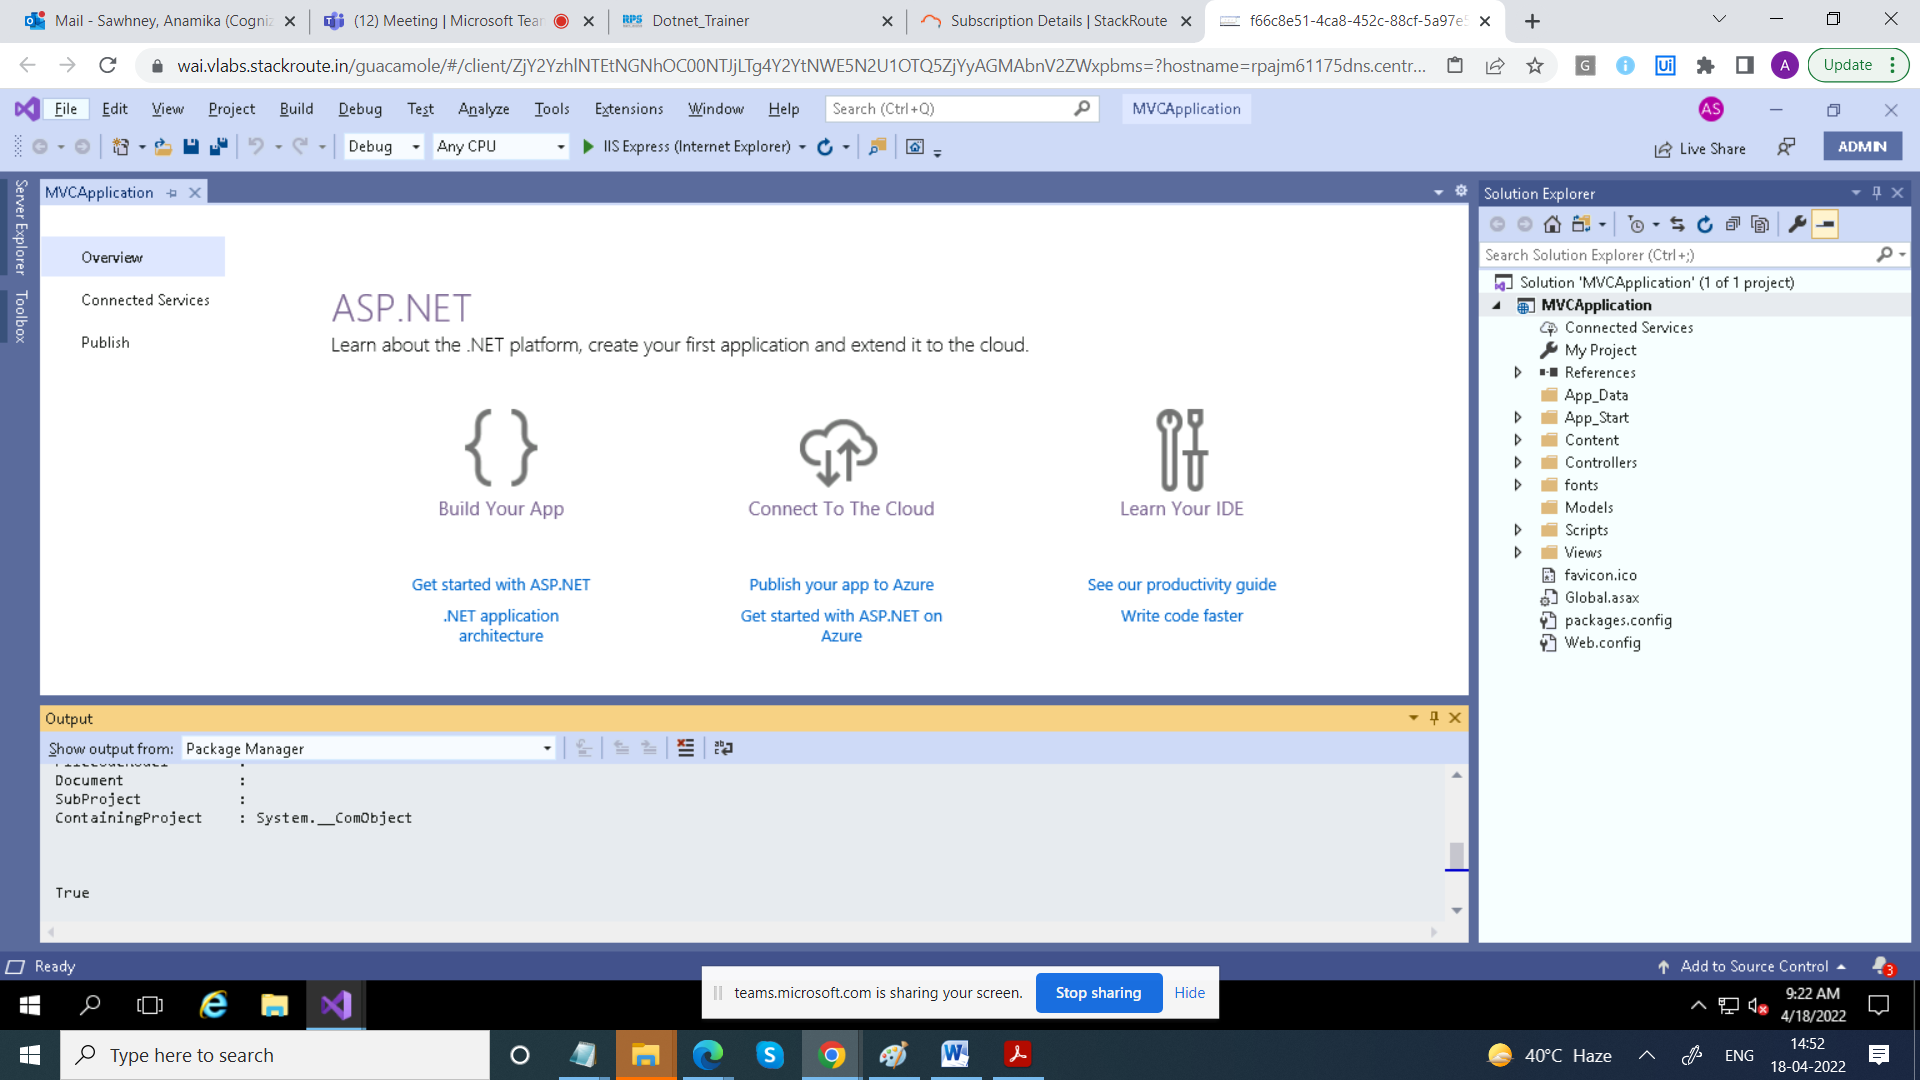 Mail - Sawhney, Anamika (Cogniz
(12) Meeting | Microsoft Tear
RPS Dotnet_Trainer
Subscription Details | StackRoute
f66c8e51-4ca8-452c-88cf-5a97e5
wai.vlabs.stackroute.in/guacamole/#/client/ZjY2YzhlNTEtNGNhOC00NTJjLTg4Y2YtNWE5N2U1OTQ5ZjYyAGMAbnV2ZWxpbms=?hostname=rpajm61175dns.centr...
G
Ui
A
Update
File Edit View Project Build Debug Test Analyze Tools Extensions Window Help
Search (Ctrl+Q)
MVCApplication
AS
Debug
Any CPU
IIS Express (Internet Explorer)
Live Share
ADMIN
Server Explorer
Toolbox
MVCApplication
Overview
Connected Services
Publish
ASP.NET
Learn about the .NET platform, create your first application and extend it to the cloud.
Build Your App
Connect To The Cloud
Learn Your IDE
Get started with ASP.NET
Publish your app to Azure
See our productivity guide
.NET application
architecture
Get started with ASP.NET on
Azure
Write code faster
Solution Explorer
Search Solution Explorer (Ctrl+;)
Solution 'MVCApplication' (1 of 1 project)
MVCApplication
Connected Services
My Project
References
App_Data
App_Start
Content
Controllers
fonts
Models
Scripts
Views
favicon.ico
Global.asax
packages.config
Web.config
Output
Show output from: Package Manager
Document :
SubProject :
ContainingProject : System.__ComObject
True
Ready
Add to Source Control
3
teams.microsoft.com is sharing your screen.
Stop sharing
Hide
9:22 AM
4/18/2022
Type here to search
40°C Haze
ENG
14:52
18-04-2022